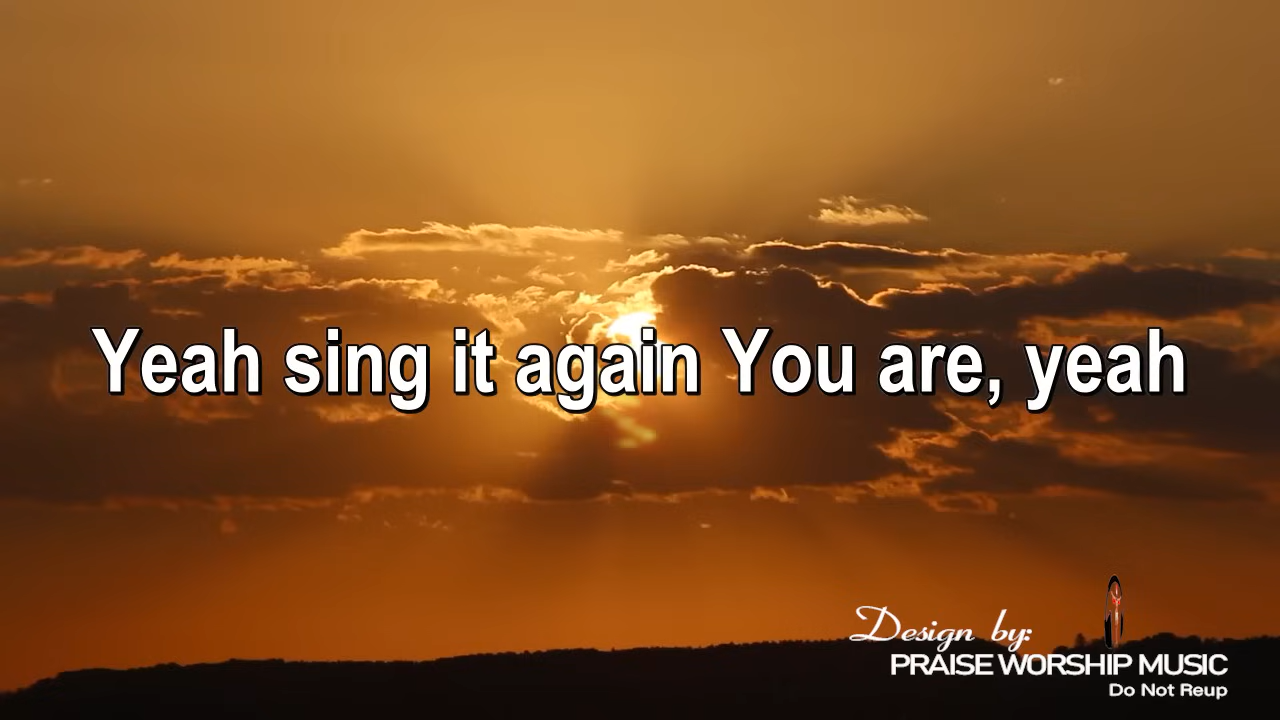 Yeah sing it again You are, yeah
Design by:
PRAISE WORSHIP MUSIC
Do Not Reup